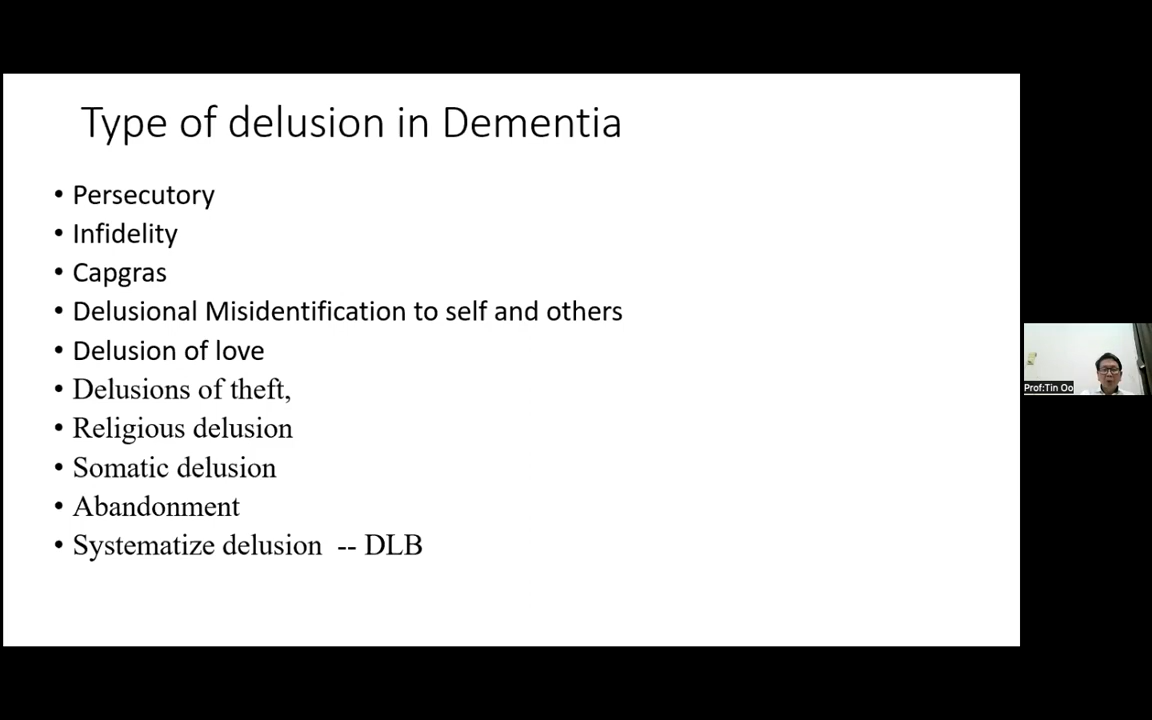 Type of delusion in Dementia
• Persecutory
• Infidelity
• Capgras
• Delusional Misidentification to self and others
• Delusion of love
• Delusions of theft,
• Religious delusion
• Somatic delusion
• Abandonment
• Systematize delusion -- DLB
Prof:Tin Oo